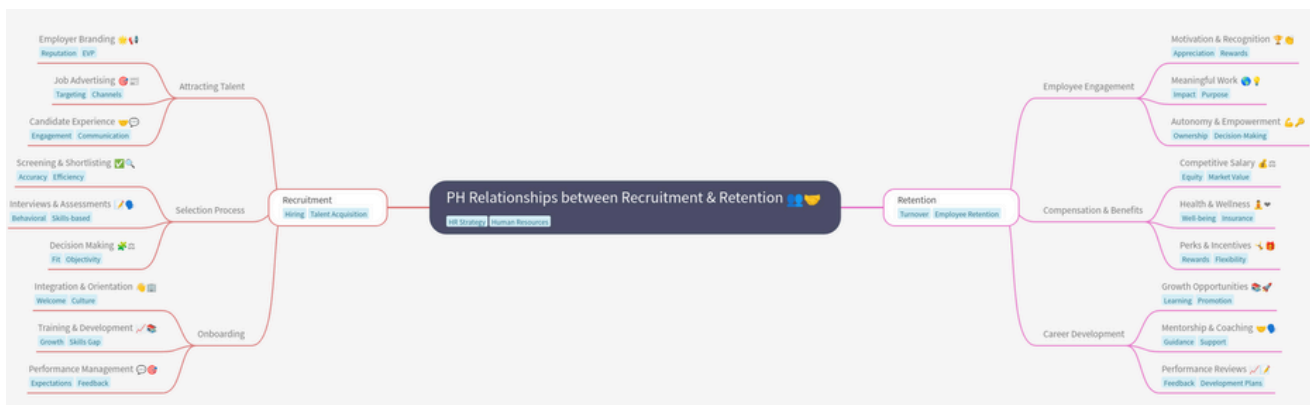 PH Relationships between Recruitment & Retention 👥🤝
HR Strategy Human Resources
Recruitment
Hiring Talent Acquisition
Attracting Talent
Employer Branding 🌟📢
Reputation EVP
Job Advertising 🎯📰
Targeting Channels
Candidate Experience 🤝💬
Engagement Communication
Selection Process
Screening & Shortlisting ✅🔍
Accuracy Efficiency
Interviews & Assessments 📝🗣️
Behavioral Skills-based
Decision Making 🧩⚖
Fit Objectivity
Onboarding
Integration & Orientation 👋🏢
Welcome Culture
Training & Development 📈📚
Growth Skills Gap
Performance Management 💬🎯
Expectations Feedback
Retention
Turnover Employee Retention
Employee Engagement
Motivation & Recognition 🏆👏
Appreciation Rewards
Meaningful Work 🌎💡
Impact Purpose
Autonomy & Empowerment 💪🔑
Ownership Decision-Making
Compensation & Benefits
Competitive Salary 💰⚖
Equity Market Value
Health & Wellness 🧘❤
Well-being Insurance
Perks & Incentives 🤸🎁
Rewards Flexibility
Career Development
Growth Opportunities 📚🚀
Learning Promotion
Mentorship & Coaching 🤝🗣️
Guidance Support
Performance Reviews 📈📝
Feedback Development Plans